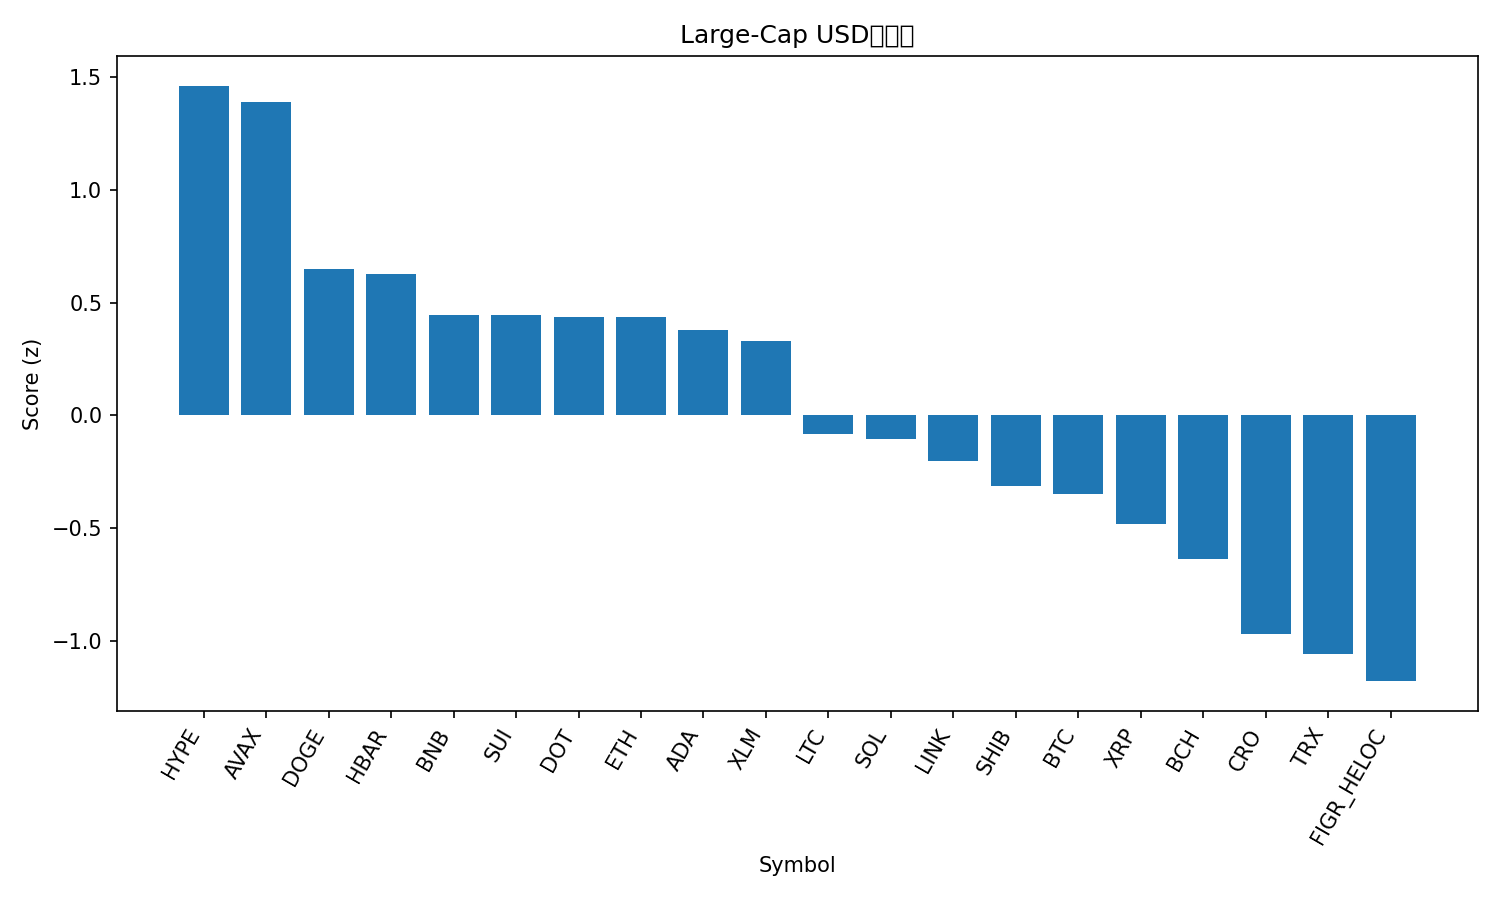 Large-Cap USD
1.5
1.0
0.5
0.0
−0.5
−1.0
Score (z)
HYPE
AVAX
DOGE
HBAR
BNB
SUI
DOT
ETH
ADA
XLM
LTC
SOL
LINK
SHIB
BTC
XRP
BCH
CRO
TRX
FIGR_HELOC
Symbol